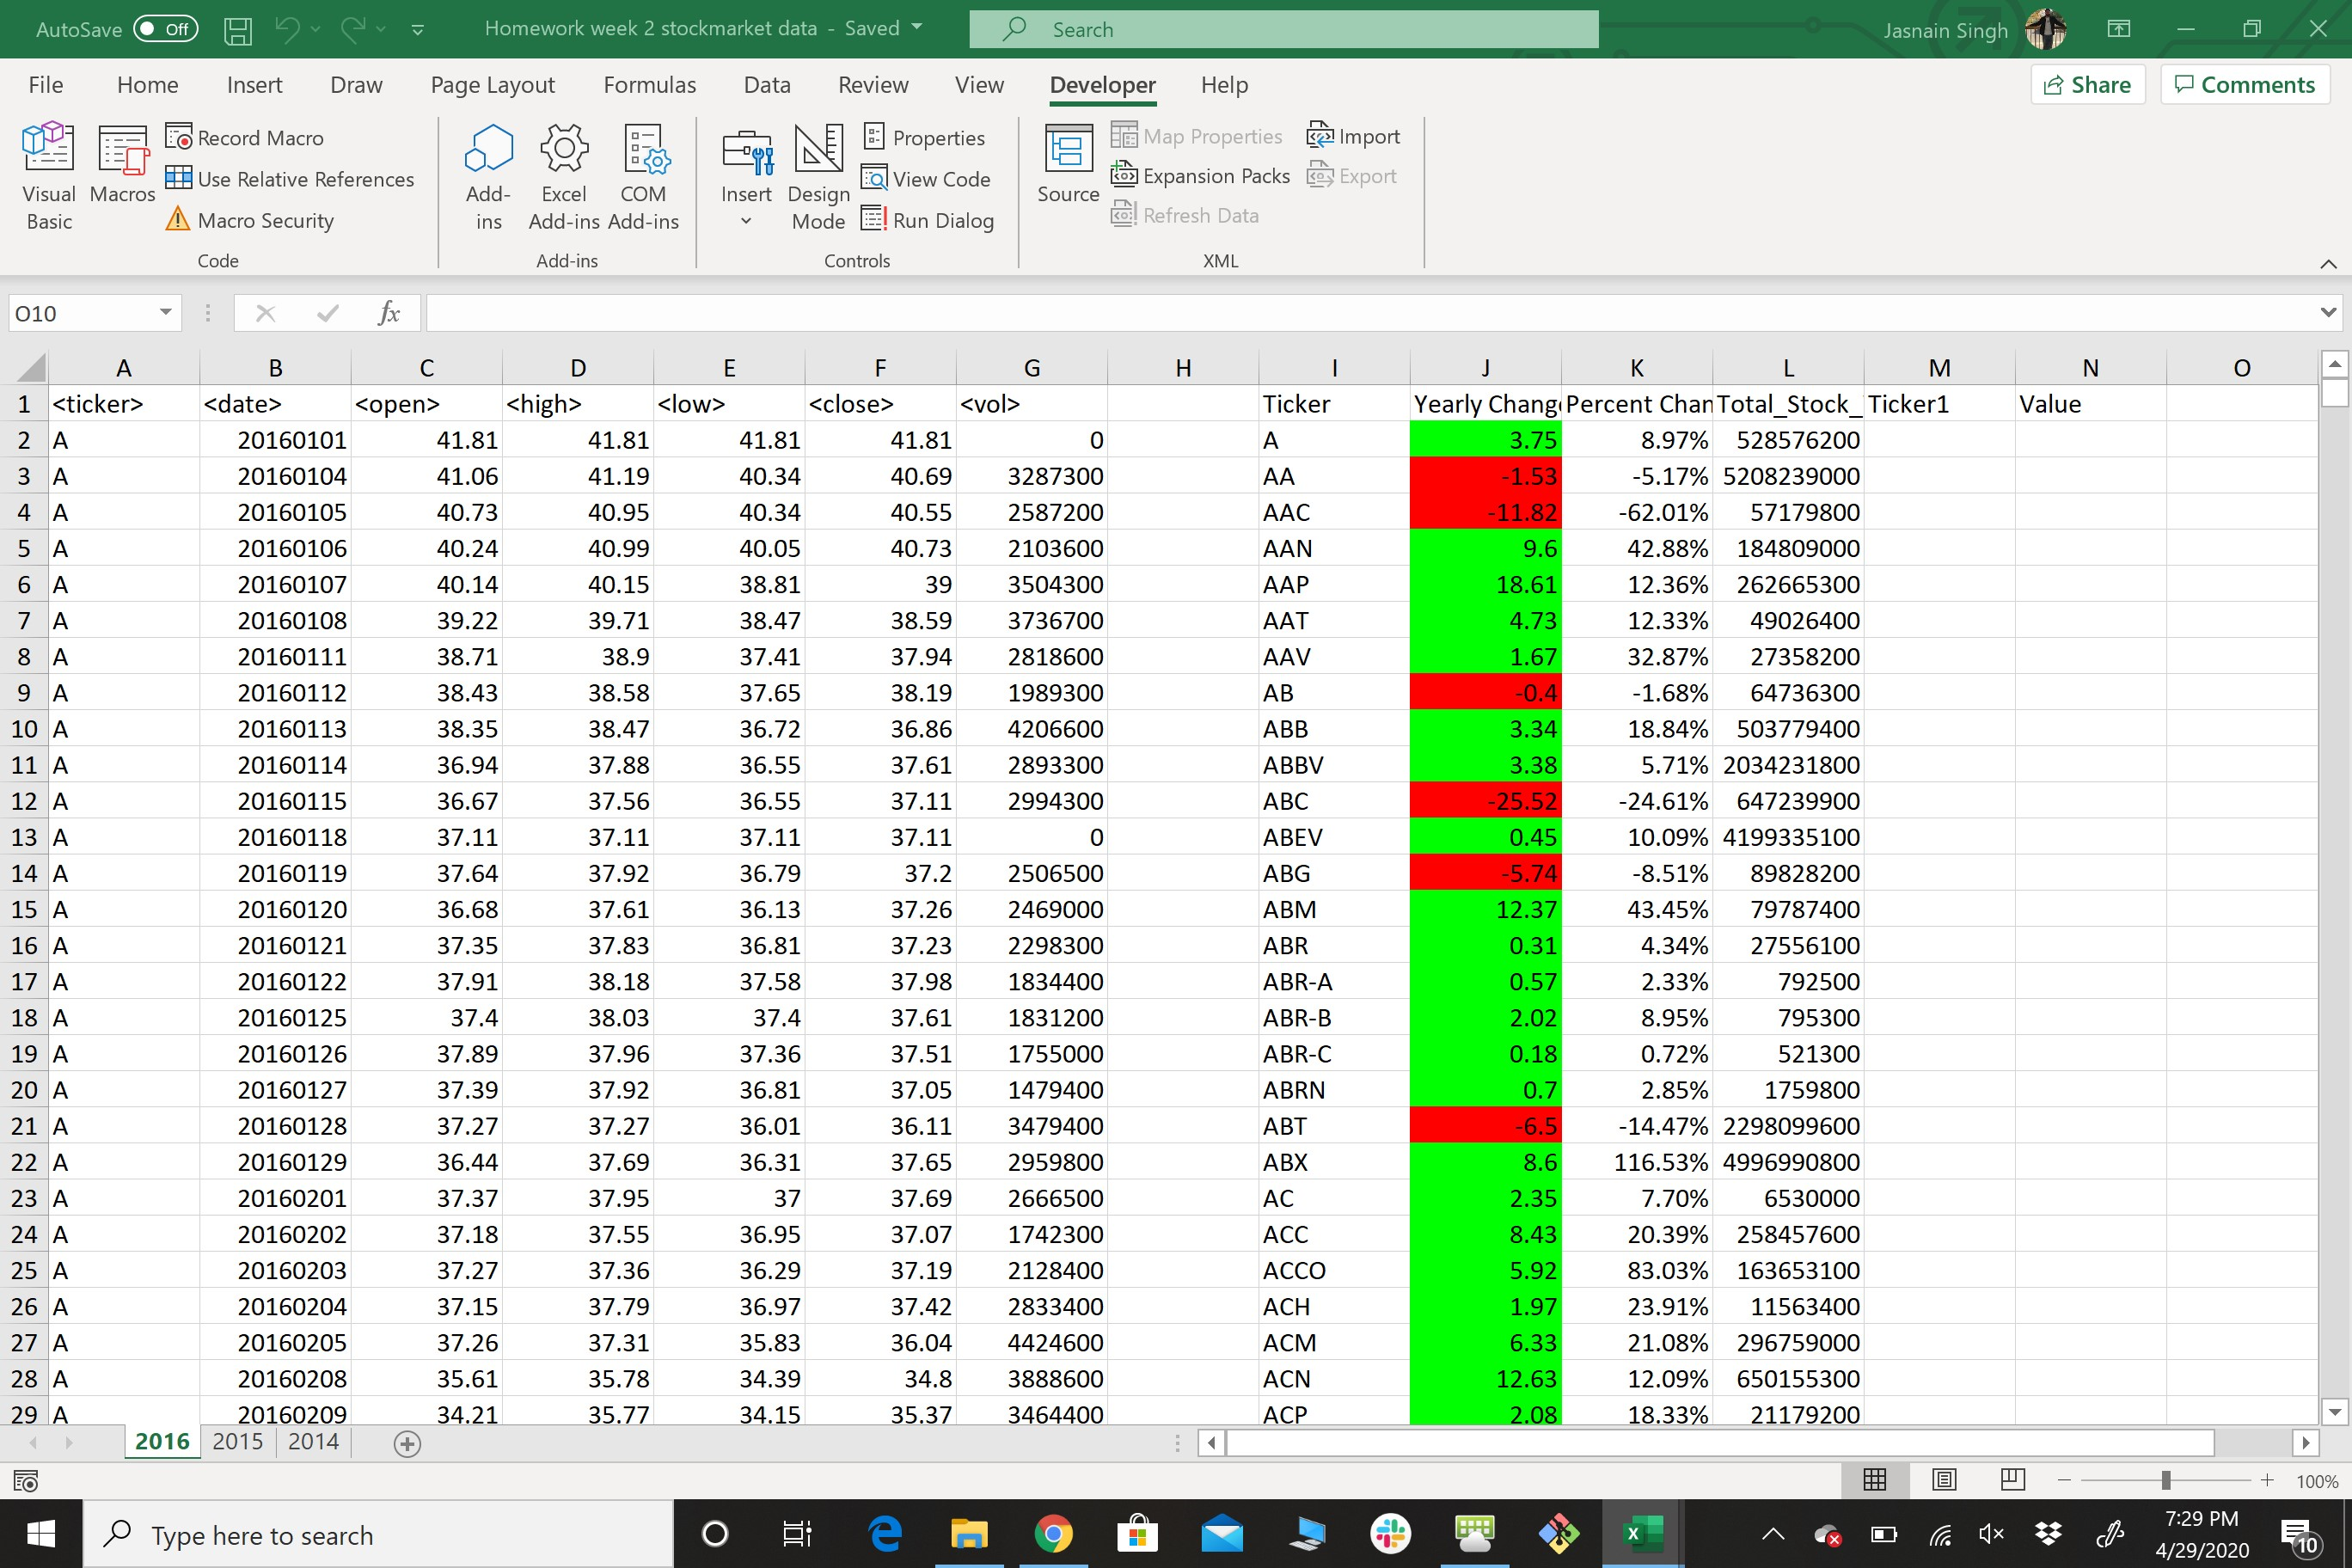 AutoSave Off Homework week 2 stockmarket data - Saved Search Jasnain Singh
File Home Insert Draw Page Layout Formulas Data Review View Developer Help Share Comments
Visual Basic
Macros
Record Macro
Use Relative References
Macro Security
Code
Add-ins
Excel Add-ins
COM Add-ins
Add-ins
Insert
Design Mode
Properties
View Code
Run Dialog
Controls
Source
Map Properties
Expansion Packs
Refresh Data
Import
Export
XML
O10 fx
A B C D E F G H I J K L M N O
1 <ticker> <date> <open> <high> <low> <close> <vol> Ticker Yearly Chang Percent Chan Total_Stock_ Ticker1 Value
2 A 20160101 41.81 41.81 41.81 41.81 0 A 3.75 8.97% 528576200
3 A 20160104 41.06 41.19 40.34 40.69 3287300 AA -1.53 -5.17% 5208239000
4 A 20160105 40.73 40.95 40.34 40.55 2587200 AAC -11.82 -62.01% 57179800
5 A 20160106 40.24 40.99 40.05 40.73 2103600 AAN 9.6 42.88% 184809000
6 A 20160107 40.14 40.15 38.81 39 3504300 AAP 18.61 12.36% 262665300
7 A 20160108 39.22 39.71 38.47 38.59 3736700 AAT 4.73 12.33% 49026400
8 A 20160111 38.71 38.9 37.41 37.94 2818600 AAV 1.67 32.87% 27358200
9 A 20160112 38.43 38.58 37.65 38.19 1989300 AB -0.4 -1.68% 64736300
10 A 20160113 38.35 38.47 36.72 36.86 4206600 ABB 3.34 18.84% 503779400
11 A 20160114 36.94 37.88 36.55 37.61 2893300 ABBV 3.38 5.71% 2034231800
12 A 20160115 36.67 37.56 36.55 37.11 2994300 ABC -25.52 -24.61% 647239900
13 A 20160118 37.11 37.11 37.11 37.11 0 ABEV 0.45 10.09% 4199335100
14 A 20160119 37.64 37.92 36.79 37.2 2506500 ABG -5.74 -8.51% 89828200
15 A 20160120 36.68 37.61 36.13 37.26 2469000 ABM 12.37 43.45% 79787400
16 A 20160121 37.35 37.83 36.81 37.23 2298300 ABR 0.31 4.34% 27556100
17 A 20160122 37.91 38.18 37.58 37.98 1834400 ABR-A 0.57 2.33% 792500
18 A 20160125 37.4 38.03 37.4 37.61 1831200 ABR-B 2.02 8.95% 795300
19 A 20160126 37.89 37.96 37.36 37.51 1755000 ABR-C 0.18 0.72% 521300
20 A 20160127 37.39 37.92 36.81 37.05 1479400 ABRN 0.7 2.85% 1759800
21 A 20160128 37.27 37.27 36.01 36.11 3479400 ABT -6.5 -14.47% 2298099600
22 A 20160129 36.44 37.69 36.31 37.65 2959800 ABX 8.6 116.53% 4996990800
23 A 20160201 37.37 37.95 37 37.69 2666500 AC 2.35 7.70% 6530000
24 A 20160202 37.18 37.55 36.95 37.07 1742300 ACC 8.43 20.39% 258457600
25 A 20160203 37.27 37.36 36.29 37.19 2128400 ACCO 5.92 83.03% 163653100
26 A 20160204 37.15 37.79 36.97 37.42 2833400 ACH 1.97 23.91% 11563400
27 A 20160205 37.26 37.31 35.83 36.04 4424600 ACM 6.33 21.08% 296759000
28 A 20160208 35.61 35.78 34.39 34.8 3888600 ACN 12.63 12.09% 650155300
29 A 20160209 34.21 35.77 34.15 35.37 3464400 ACP 2.08 18.33% 21179200
2016 2015 2014
100%
Type here to search
7:29 PM
4/29/2020
10